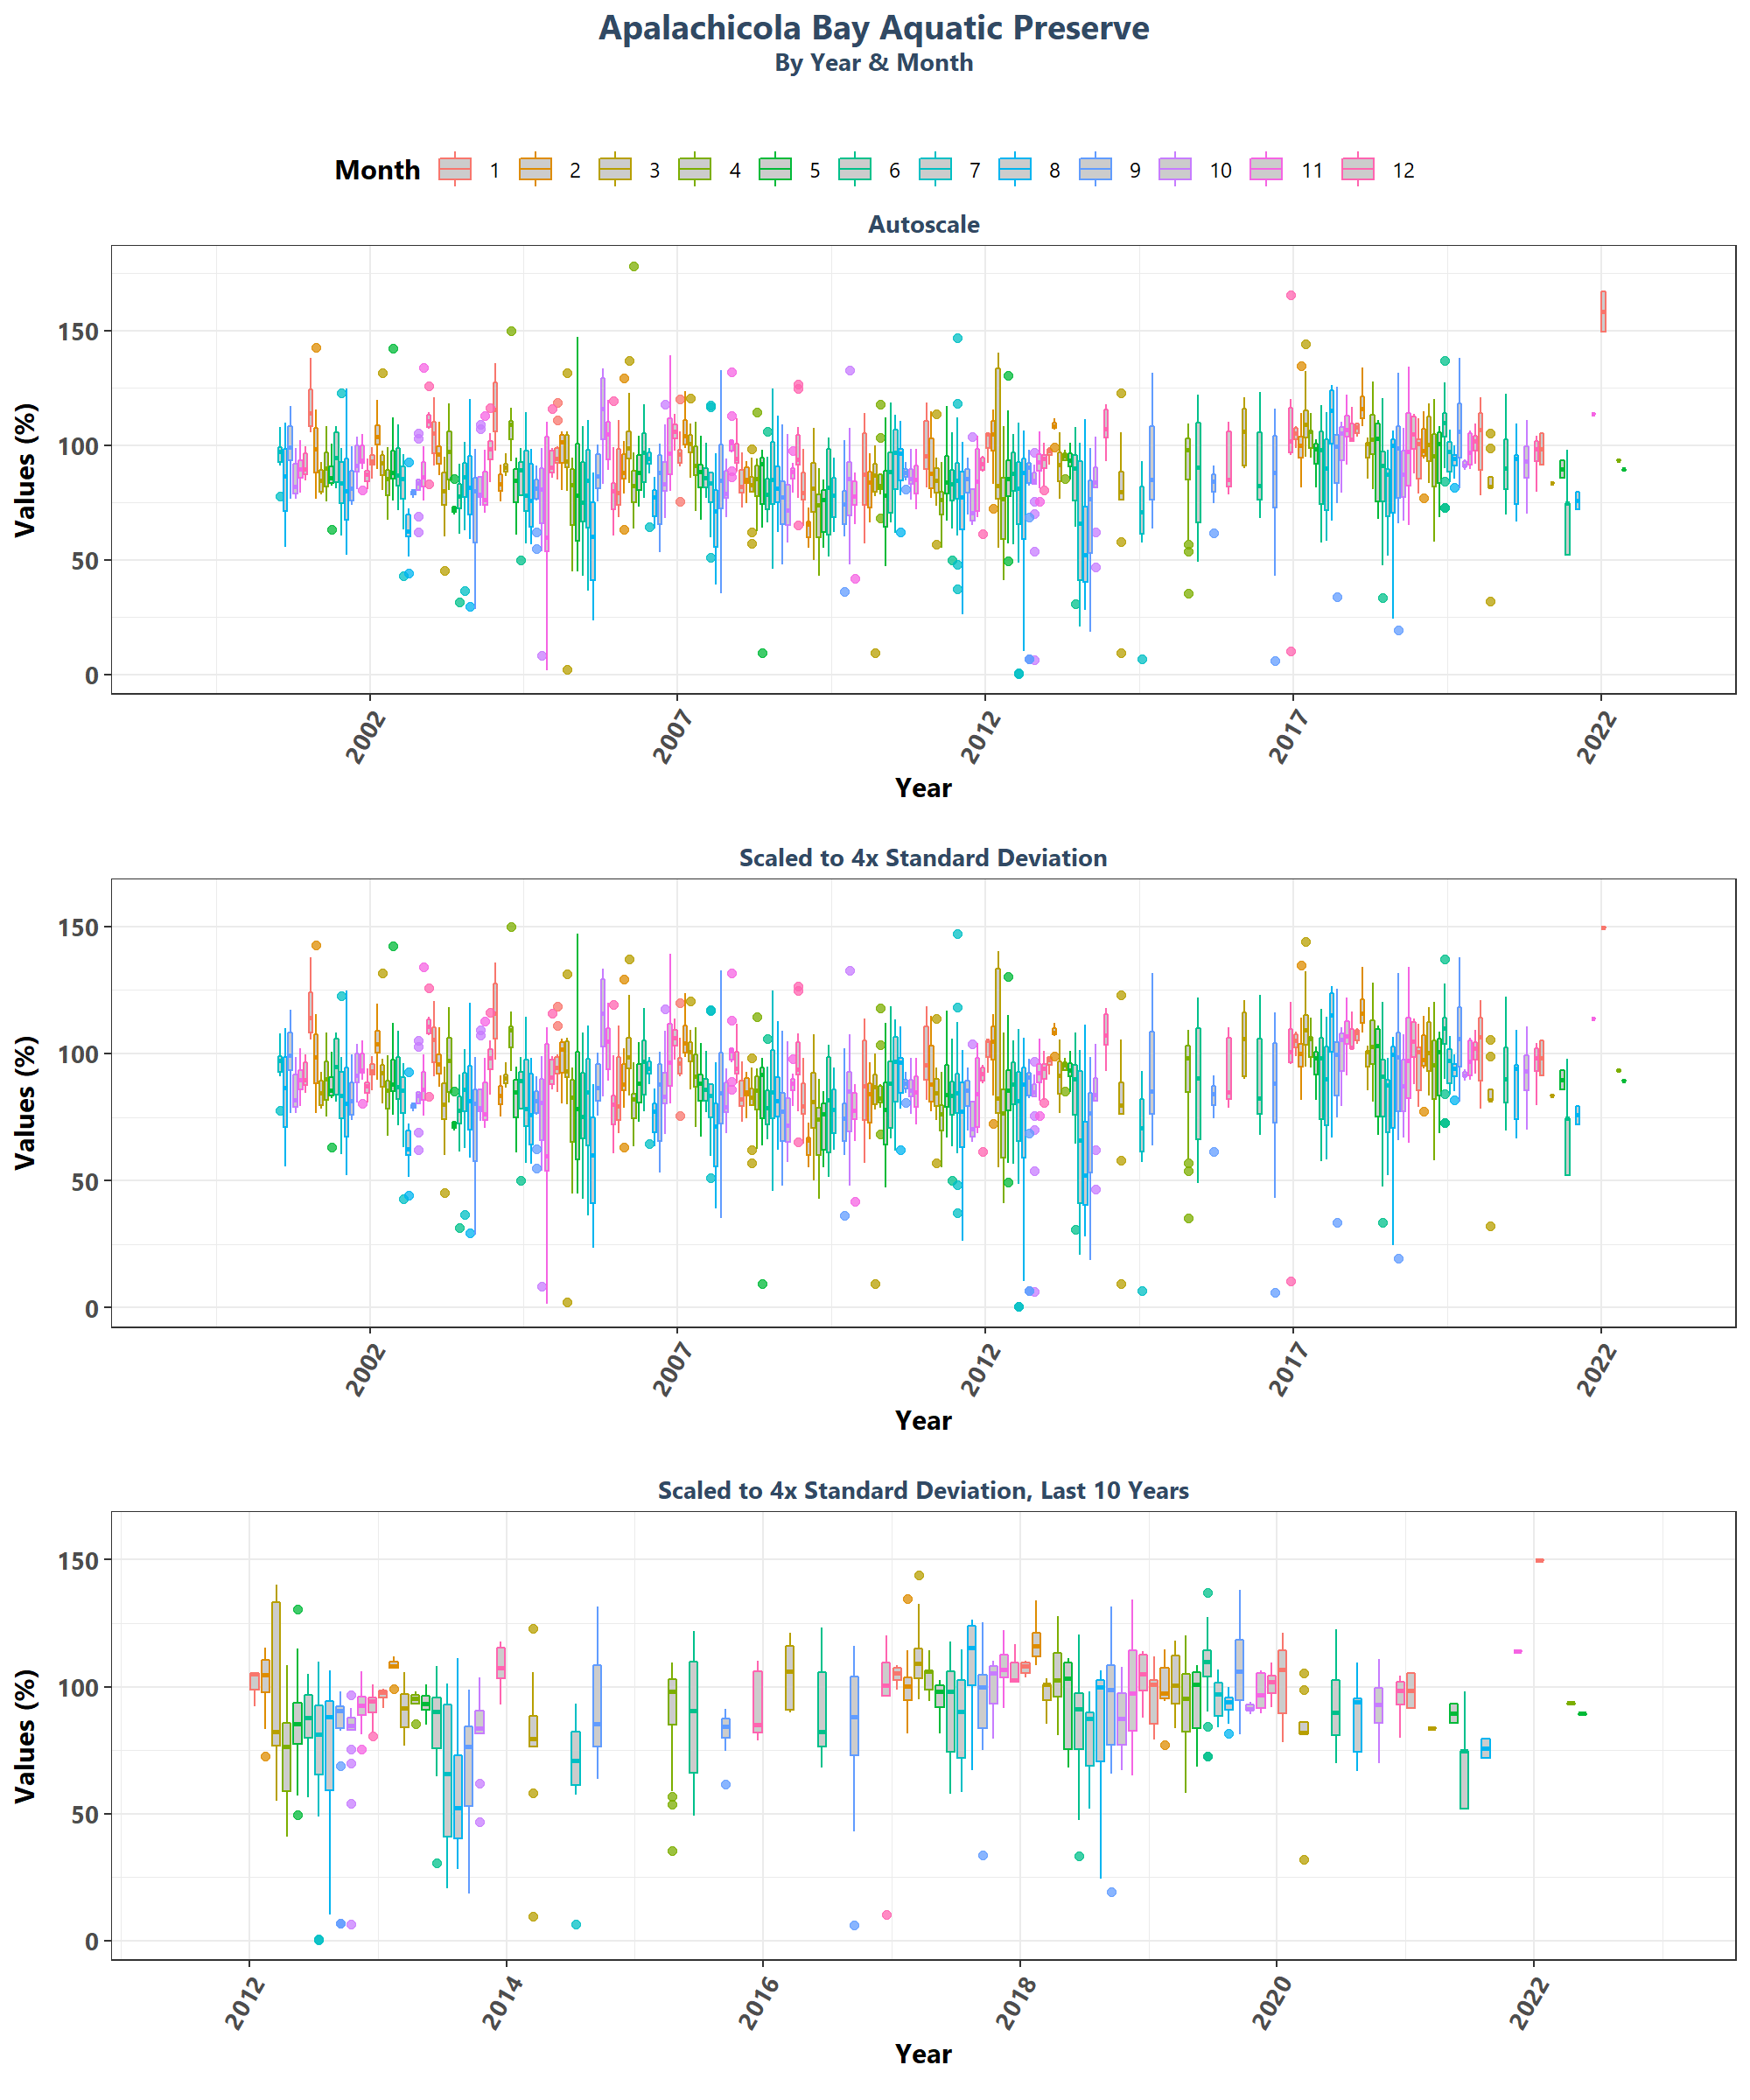 Apalachicola Bay Aquatic Preserve
By Year & Month
Month 1 2 3 4 5 6 7 8 9 10 11 12
Autoscale
Values (%)
150
100
50
0
2002 2007 2012 2017 2022
Year
Scaled to 4x Standard Deviation
Values (%)
150
100
50
0
2002 2007 2012 2017 2022
Year
Scaled to 4x Standard Deviation, Last 10 Years
Values (%)
150
100
50
0
2012 2014 2016 2018 2020 2022
Year